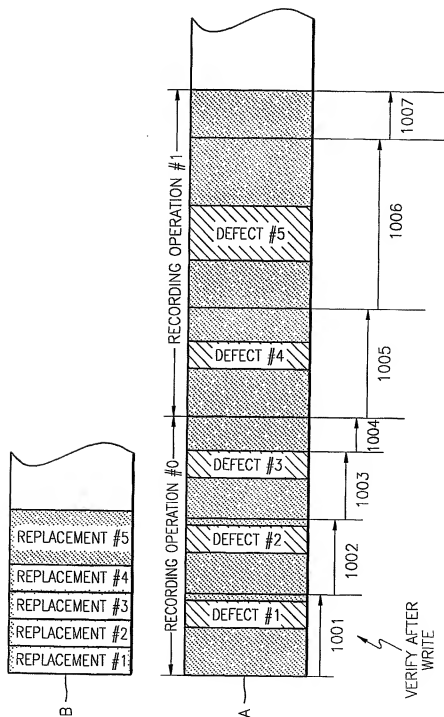 B
REPLACEMENT #1
REPLACEMENT #2
REPLACEMENT #3
REPLACEMENT #4
REPLACEMENT #5
RECORDING OPERATION #0
RECORDING OPERATION #1
A
DEFECT #1
DEFECT #2
DEFECT #3
DEFECT #4
DEFECT #5
1001
1002
1003
1004
1005
1006
1007
VERIFY AFTER
WRITE